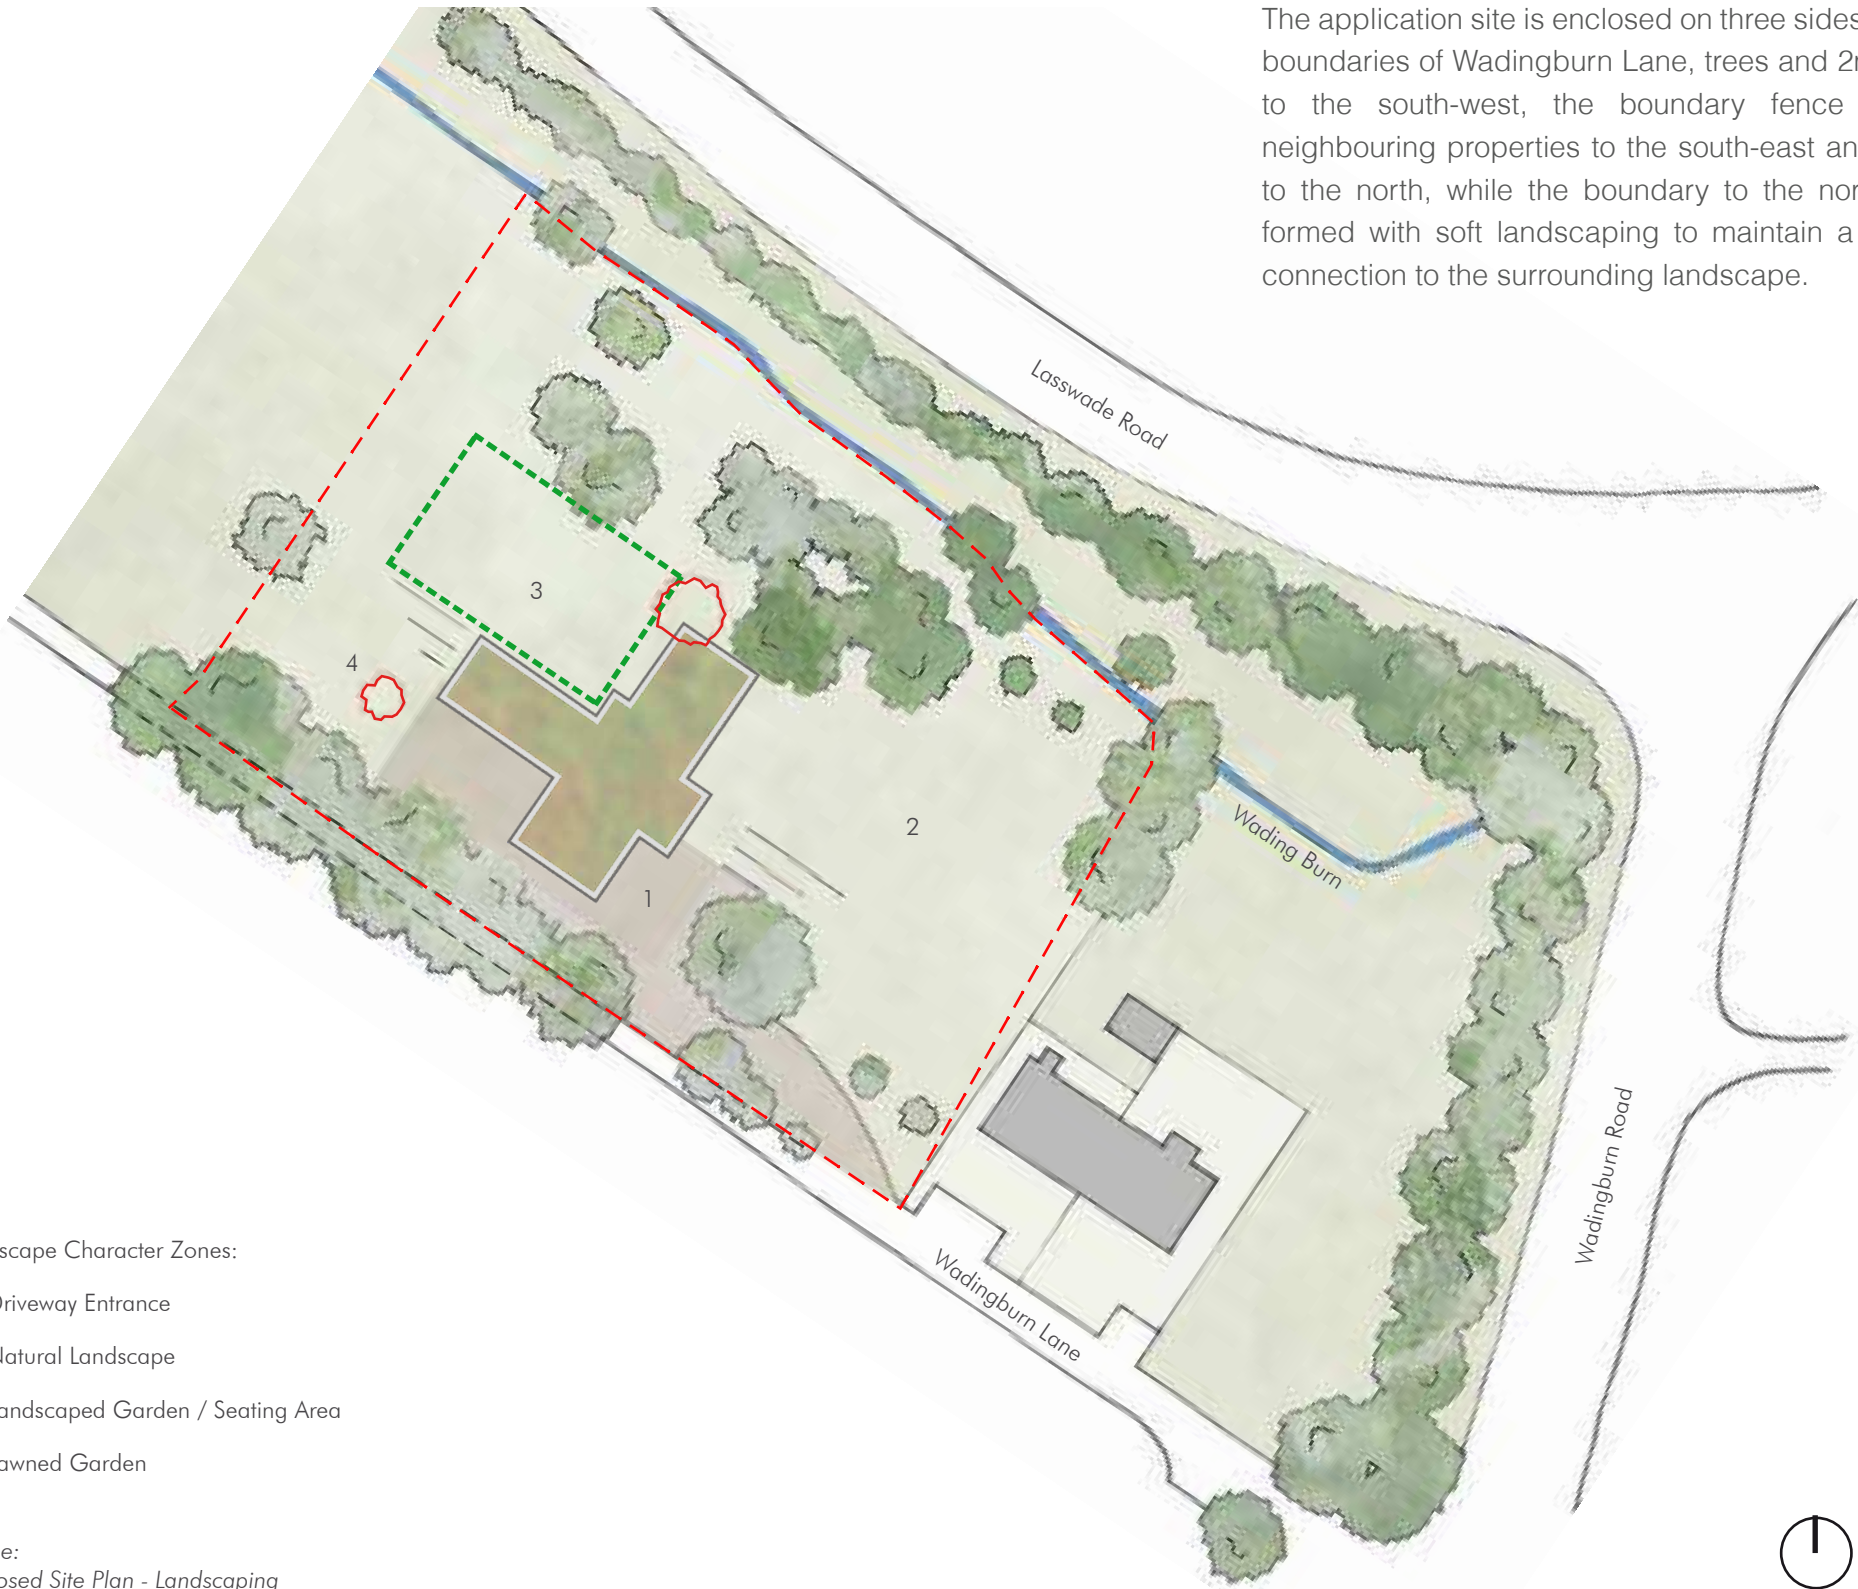 The application site is enclosed on three sides
boundaries of Wadingburn Lane, trees and
to the south-west, the boundary fence
neighbouring properties to the south-east
to the north, while the boundary to the
formed with soft landscaping to maintain a
connection to the surrounding landscape.
Lasswade Road
3
4
2
Wading Burn
1
Wadingburn Road
Wadingburn Lane
scape Character Zones:
Driveway Entrance
Natural Landscape
andscaped Garden / Seating Area
awned Garden
e:
osed Site Plan - Landscaping